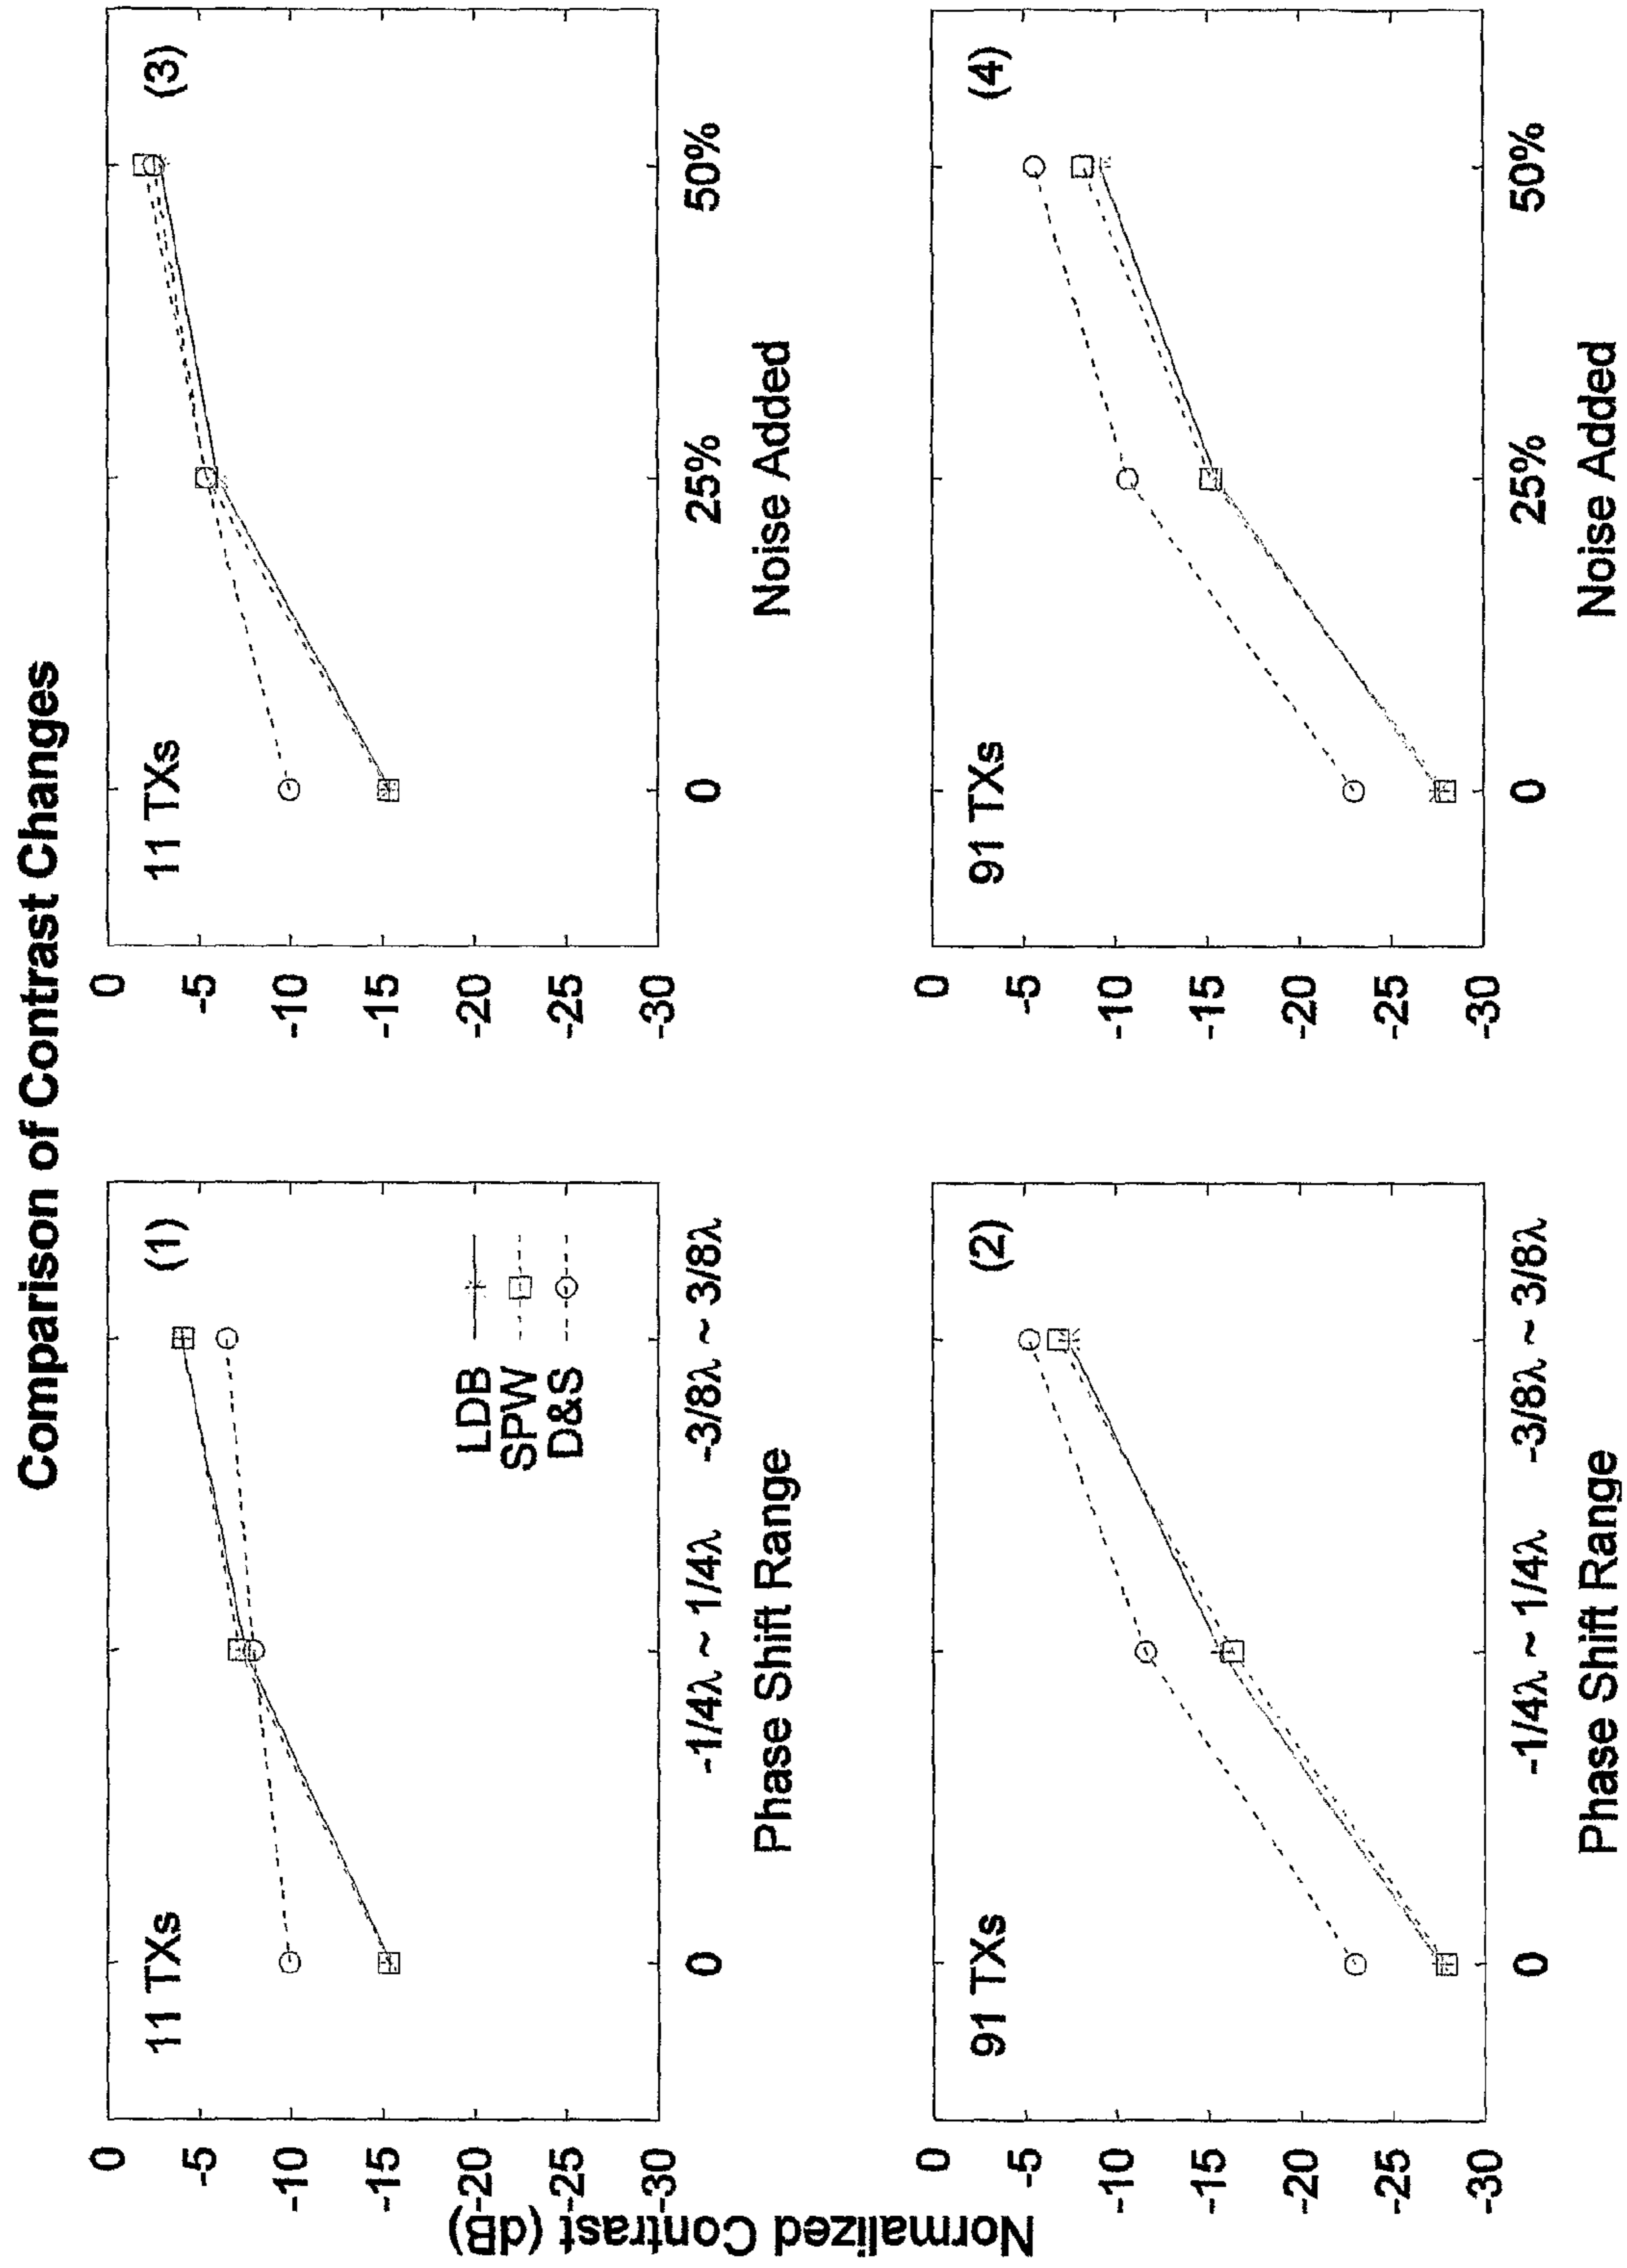 Comparison of Contrast Changes
Normalized Contrast (dB)
11 TXs
(1)
LDB
SPW
D&S
0
-5
-10
-15
-20
-25
-30
0
-1/4λ ~ 1/4λ
-3/8λ ~ 3/8λ
Phase Shift Range
11 TXs
(3)
0
-5
-10
-15
-20
-25
-30
0
25%
50%
Noise Added
91 TXs
(2)
0
-5
-10
-15
-20
-25
-30
0
-1/4λ ~ 1/4λ
-3/8λ ~ 3/8λ
Phase Shift Range
91 TXs
(4)
0
-5
-10
-15
-20
-25
-30
0
25%
50%
Noise Added